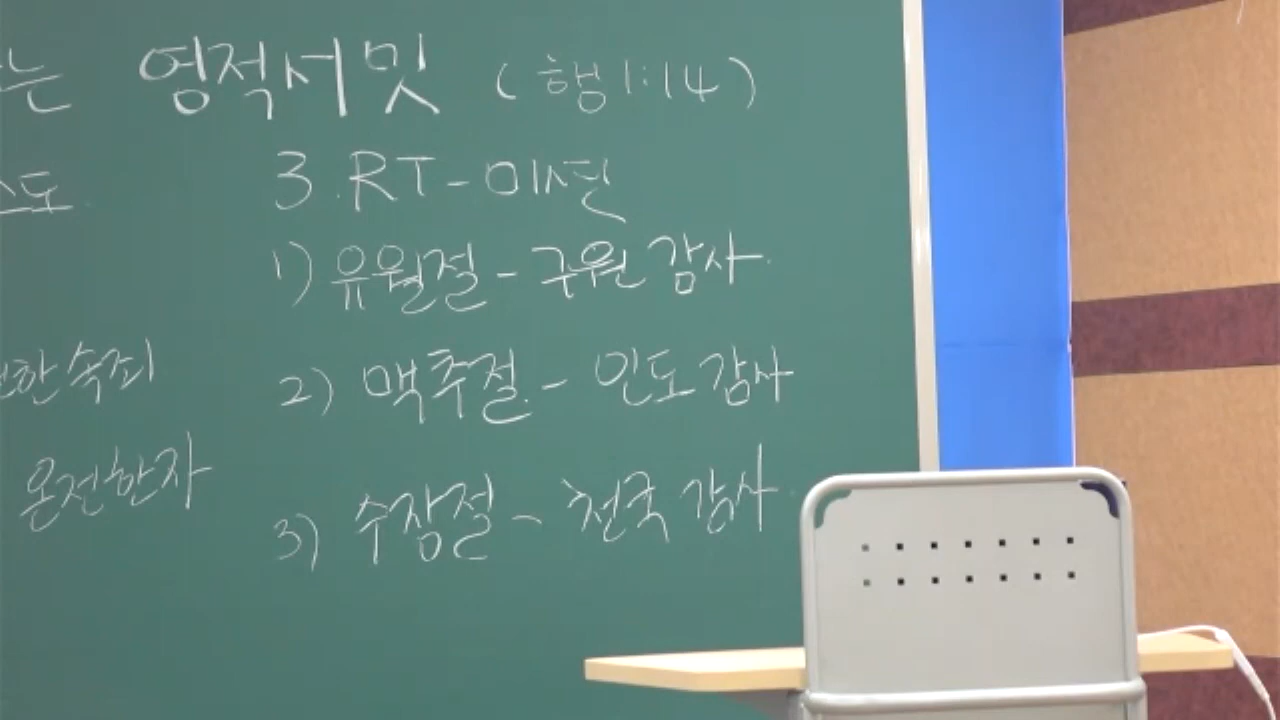 는 영적서밋 (행1:14)
스도
3.RT-미션
1) 유월절 - 구원 감사
한 속죄
2) 맥추절 - 인도 감사
온전한자
3) 수장절 - 천국 감사